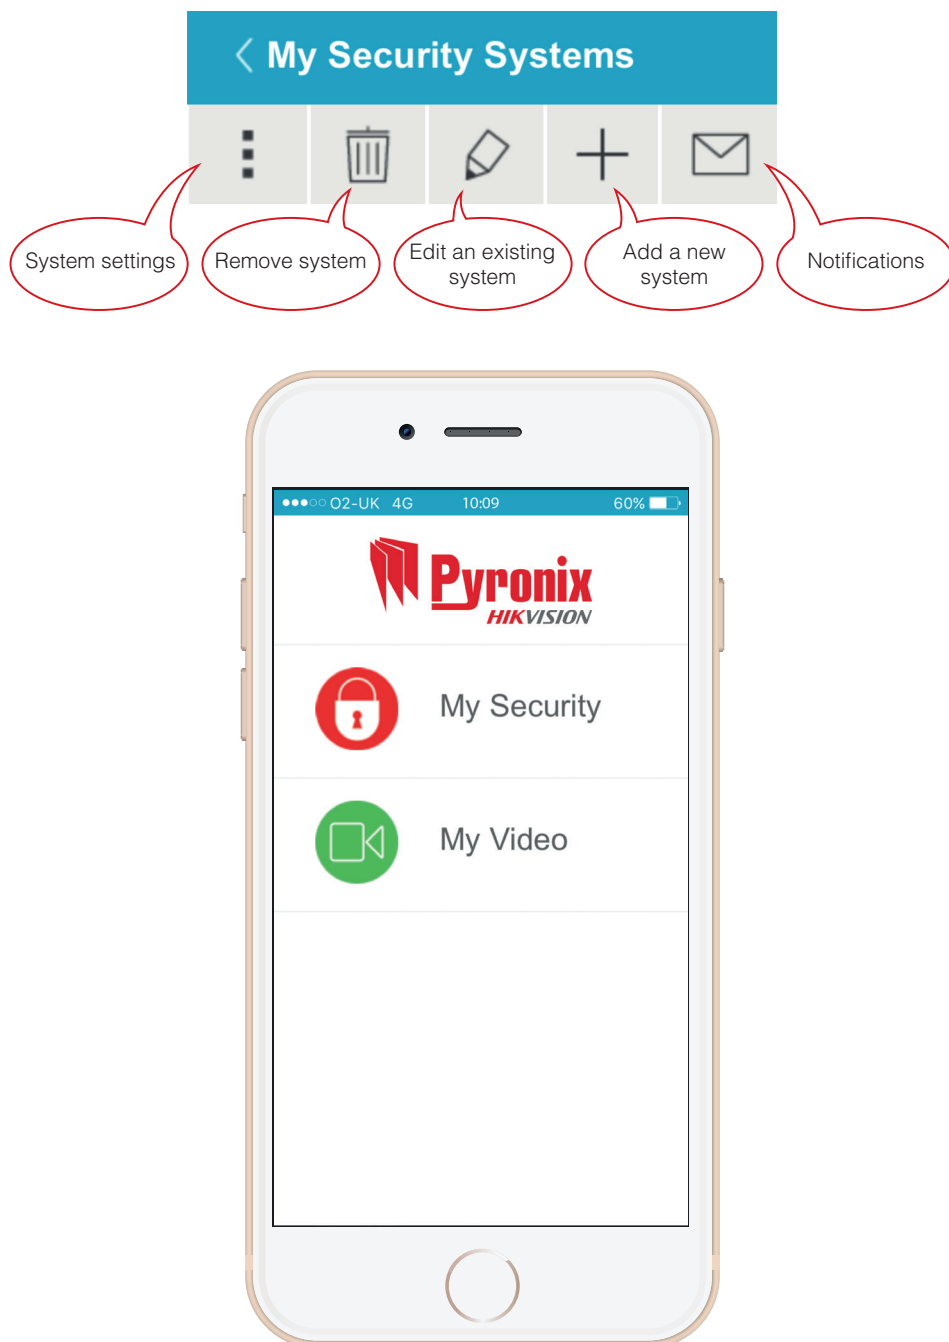 My Security Systems
System settings
Remove system
Edit an existing
system
Add a new
system
Notifications
O2-UK 4G 10:09 60%
Pyronix
HIKVISION
My Security
My Video